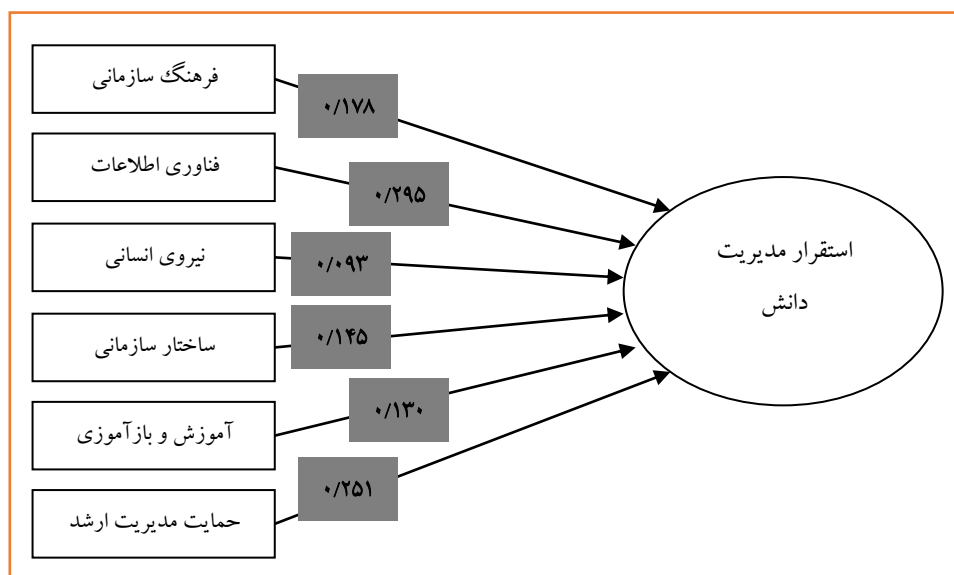 فرهنگ سازمانی
۰/۱۷۸
فناوری اطلاعات
۰/۲۹۵
نیروی انسانی
۰/۰۹۳
ساختار سازمانی
۰/۱۴۵
آموزش و بازآموزی
۰/۱۳۰
حمایت مدیریت ارشد
۰/۲۵۱
استقرار مدیریت
دانش